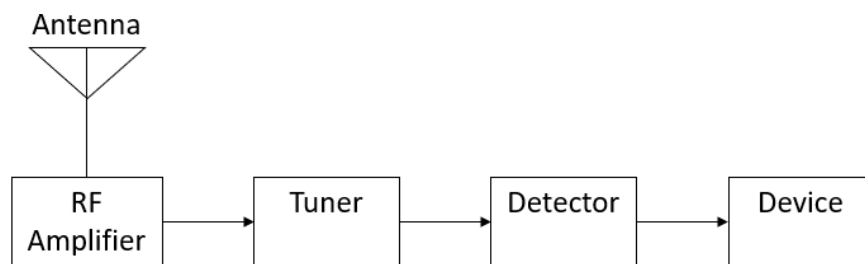 Antenna
RF
Amplifier
Tuner
Detector
Device